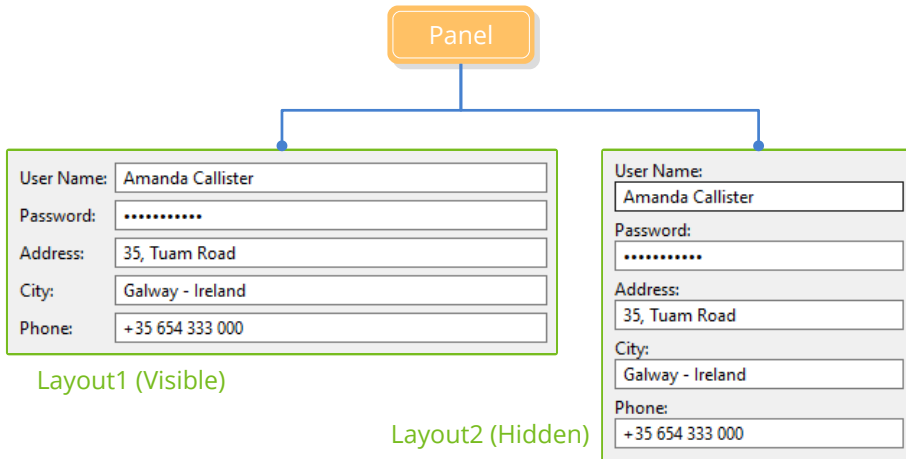 Panel
User Name: Amanda Callister
Password: •••••••••••
Address: 35, Tuam Road
City: Galway - Ireland
Phone: +35 654 333 000
Layout1 (Visible)
User Name:
Amanda Callister
Password:
•••••••••••
Address:
35, Tuam Road
City:
Galway - Ireland
Phone:
+35 654 333 000
Layout2 (Hidden)